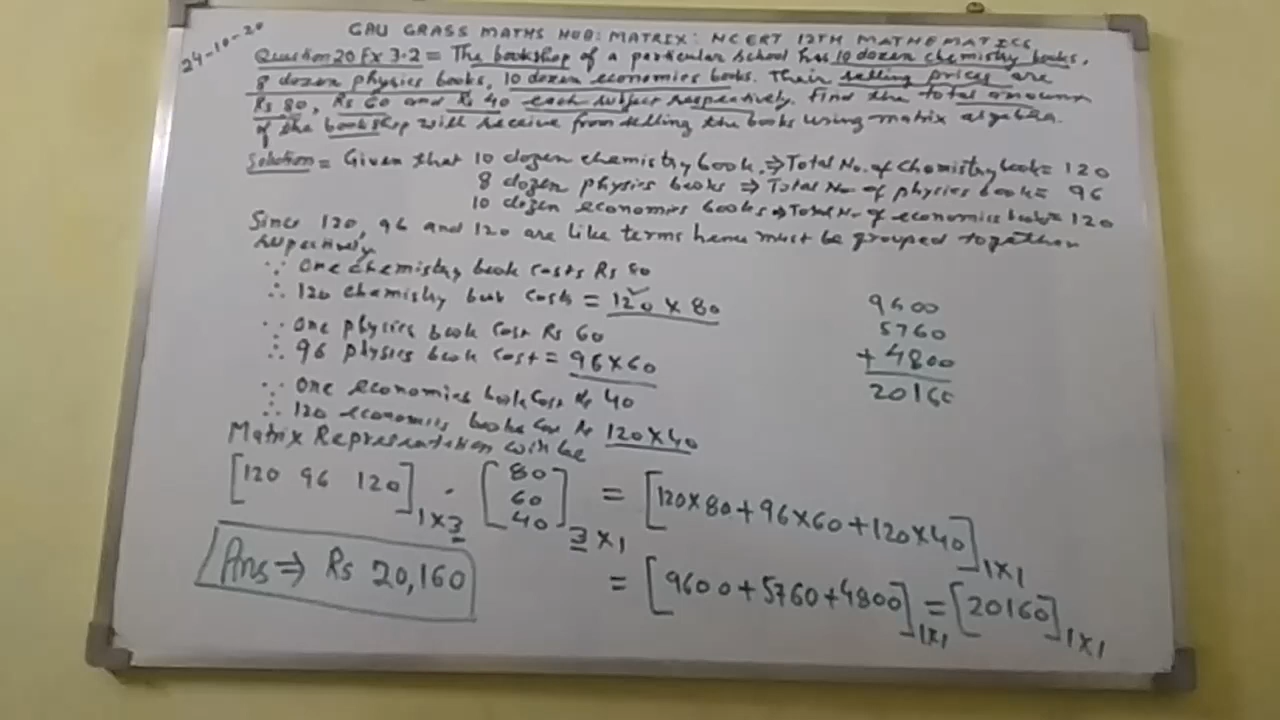 24-10-20
GAU GRASS MATHS HUB: MATRIX: NCERT 12TH MATHEMATICS
Question 20 Ex 3.2 = The bookshop of a particular school has 10 dozen chemistry books,
8 dozen physics books, 10 dozen economics books. Their selling prices are
Rs 80, Rs 60 and Rs 40 each subject respectively. Find the total amount
of the bookshop will receive from selling the books using matrix algebra.
Solution = Given that 10 dozen chemistry book. ⇒ Total No. of chemistry book = 120
8 dozen physics books ⇒ Total No of physics book = 96
10 dozen economics books ⇒ Total No of economics book = 120
Since 120, 96 and 120 are like terms hence must be grouped together
respectively.
∵ One chemistry book costs Rs 80
∴ 120 chemistry book costs = 120 × 80
∵ One physics book cost Rs 60
∴ 96 physics book cost = 96×60
∵ One economics book cost Rs 40
∴ 120 economics books cost Rs 120×40
9600
5760
+ 4800
20160
Matrix Representation will be
[120 96 120]1×3 . [80 60 40]3×1 = [120×80+96×60+120×40]1×1
= [9600+5760+4800]1×1 = [20160]1×1
Ans ⇒ Rs 20,160